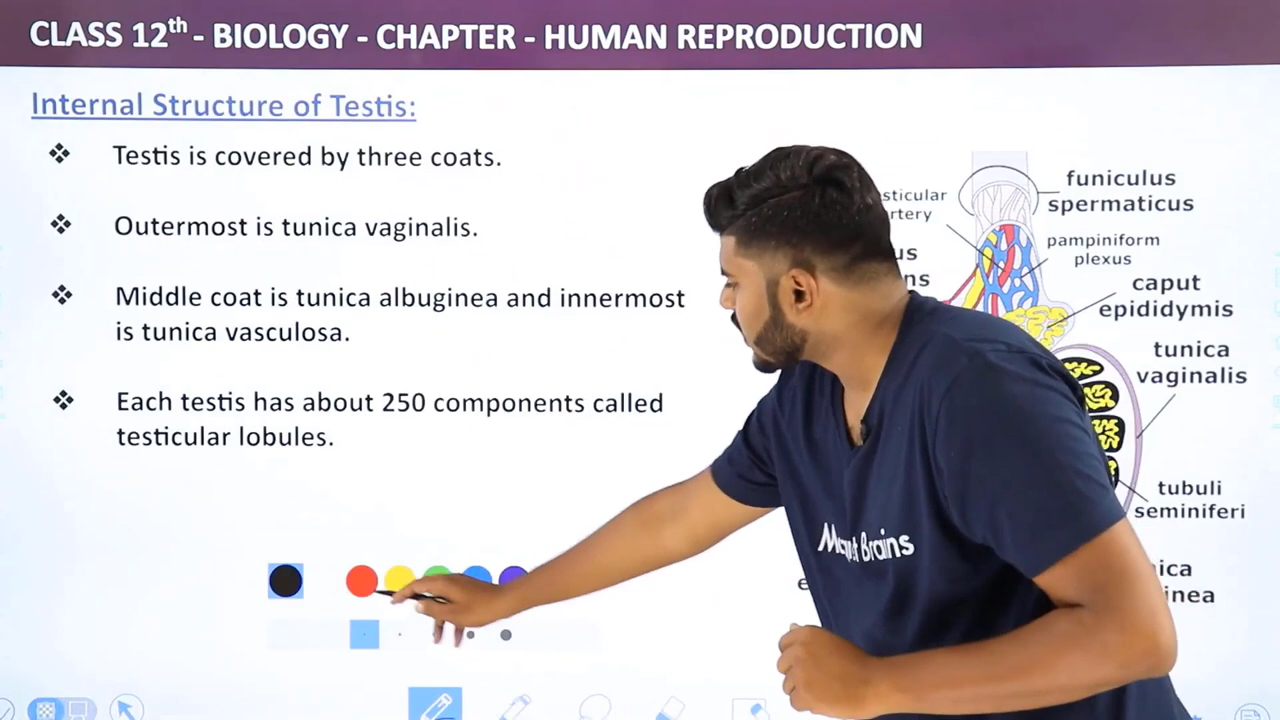 CLASS 12th - BIOLOGY - CHAPTER - HUMAN REPRODUCTION
Internal Structure of Testis:
❖ Testis is covered by three coats.
❖ Outermost is tunica vaginalis.
❖ Middle coat is tunica albuginea and innermost
is tunica vasculosa.
❖ Each testis has about 250 components called
testicular lobules.
funiculus
spermaticus
pampiniform
plexus
caput
epididymis
tunica
vaginalis
tubuli
seminiferi
Brains